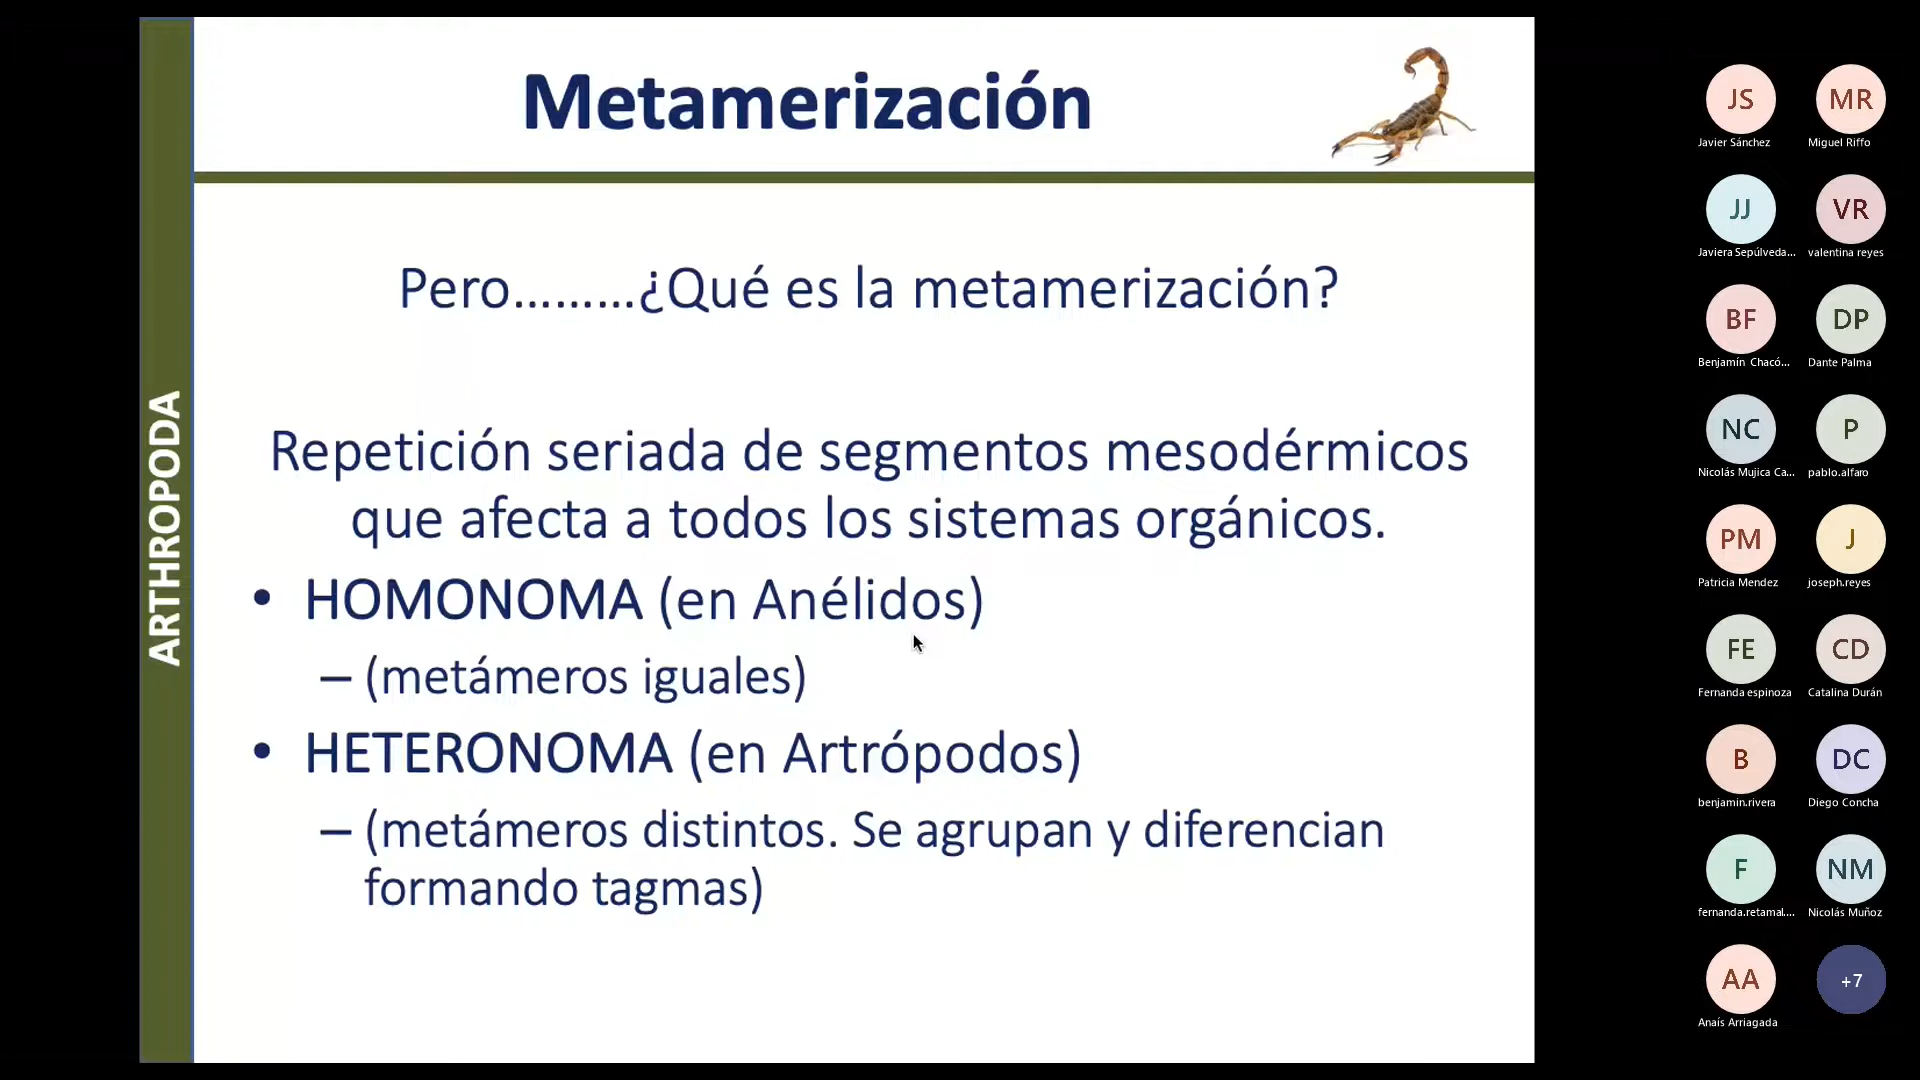 Metamerización
ARTHROPODA
Pero.........¿Qué es la metamerización?
Repetición seriada de segmentos mesodérmicos
que afecta a todos los sistemas orgánicos.
• HOMONOMA (en Anélidos)
– (metámeros iguales)
• HETERONOMA (en Artrópodos)
– (metámeros distintos. Se agrupan y diferencian
formando tagmas)
JS MR
Javier Sánchez Miguel Riffo
JJ VR
Javiera Sepúlveda... valentina reyes
BF DP
Benjamín Chacó... Dante Palma
NC P
Nicolás Mujica Ca... pablo.alfaro
PM J
Patricia Mendez joseph.reyes
FE CD
Fernanda espinoza Catalina Durán
B DC
benjamin.rivera Diego Concha
F NM
fernanda.retamal.... Nicolás Muñoz
AA +7
Anaís Arriagada